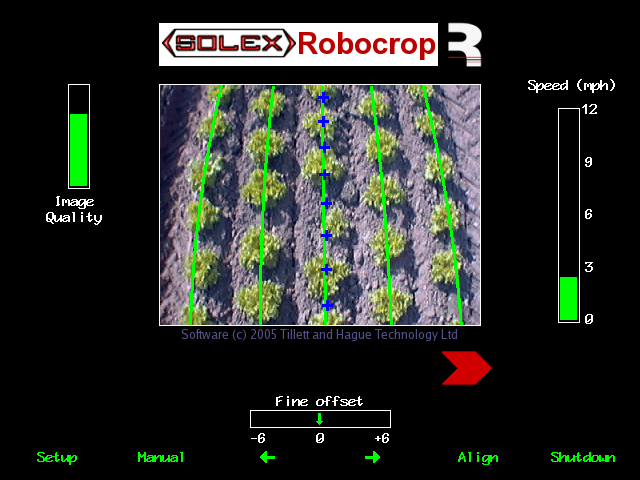 SOLEX Robocrop 3
Speed (mph)
12
9
6
3
0
Image
Quality
Software (c) 2005 Tillett and Hague Technology Ltd
Fine offset
-6 0 +6
Setup Manual ← → Align Shutdown